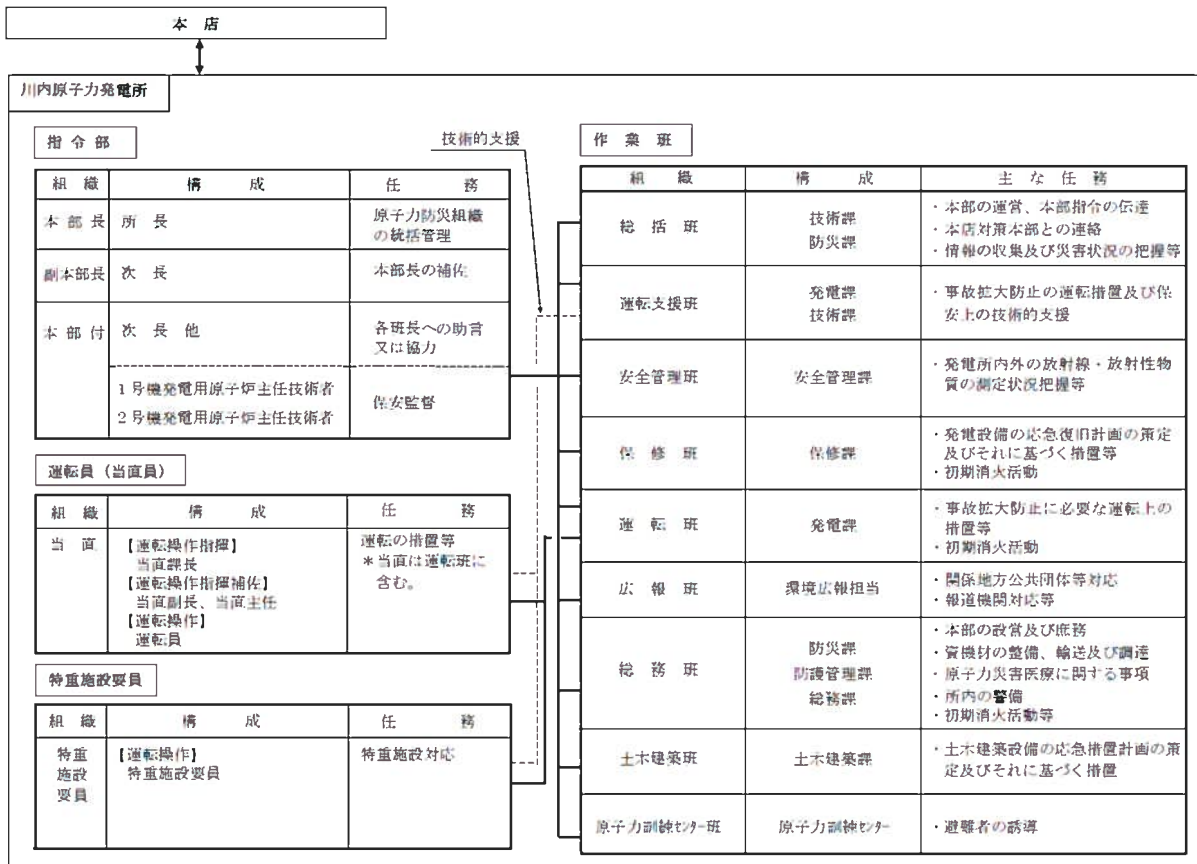 本店
川内原子力発電所
指令部
組織 構成 任務
本部長 所長 原子力防災組織
の統括管理
副本部長 次長 本部長の補佐
本部付 次長他 各班長への助言
又は協力
1号機発電用原子炉主任技術者
2号機発電用原子炉主任技術者
保安監督
運転員（当直員）
組織 構成 任務
当直 【運転操作指揮】 運転の措置等
当直課長 ＊当直は運転班に
【運転操作指揮補佐】 含む。
当直副長、当直主任
【運転操作】
運転員
特重施設要員
組織 構成 任務
特重 【運転操作】 特重施設対応
施設 特重施設要員
要員
技術的支援
作業班
組織 構成 主な任務
総括班
技術課
防災課
・本部の運営、本部指令の伝達
・本店対策本部との連絡
・情報の収集及び災害状況の把握等
運転支援班
発電課
技術課
・事故拡大防止の運転措置及び保
安上の技術的支援
安全管理班
安全管理課
・発電所内外の放射線・放射性物
質の測定状況把握等
保修班
保修課
・発電設備の応急復旧計画の策定
及びそれに基づく措置等
・初期消火活動
運転班
発電課
・事故拡大防止に必要な運転上の
措置等
・初期消火活動
広報班
環境広報担当
・関係地方公共団体等対応
・報道機関対応等
総務班
防災課
防護管理課
総務課
・本部の設営及び庶務
・資機材の整備、輸送及び調達
・原子力災害医療に関する事項
・所内の警備
・初期消火活動等
土木建築班
土木建築課
・土木建築設備の応急措置計画の策
定及びそれに基づく措置
原子力訓練センター班
原子力訓練センター
・避難者の誘導